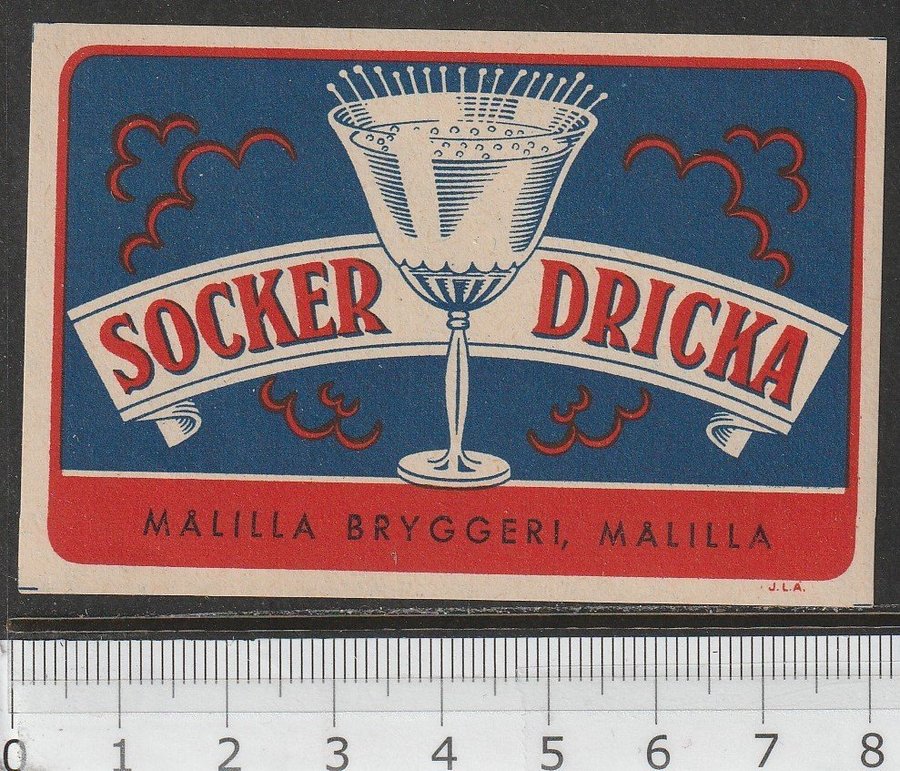 SOCKER DRICKA
MÅLILLA BRYGGERI, MÅLILLA
J.L.A.
0 1 2 3 4 5 6 7 8